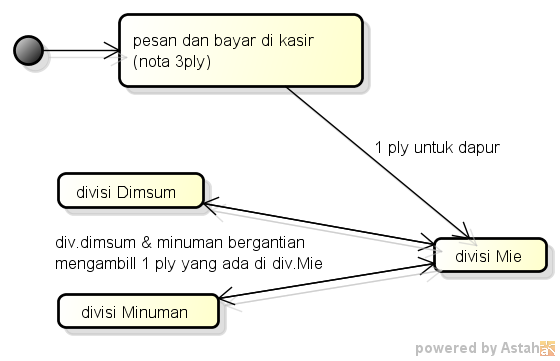 pesan dan bayar di kasir
(nota 3ply)
1 ply untuk dapur
divisi Dimsum
div.dimsum & minuman bergantian
mengambill 1 ply yang ada di div.Mie
divisi Mie
divisi Minuman
powered by Astah